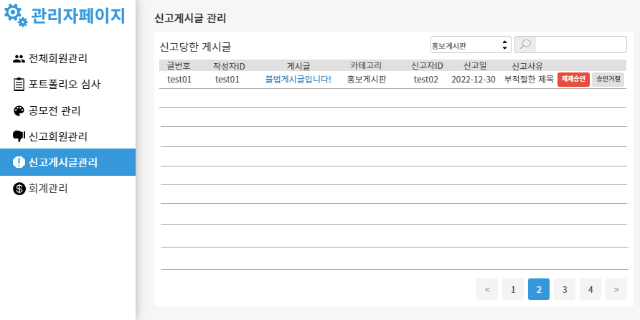 관리자페이지
전체회원관리
포트폴리오 심사
공모전 관리
신고회원관리
신고게시글관리
회계관리
신고게시글 관리
신고당한 게시글
홍보게시판
글번호 작성자ID 게시글 카테고리 신고자ID 신고일 신고사유
test01 test01 불법게시글입니다! 홍보게시판 test02 2022-12-30 부적절한 제목 제재승인 승인거절
< 1 2 3 4 >